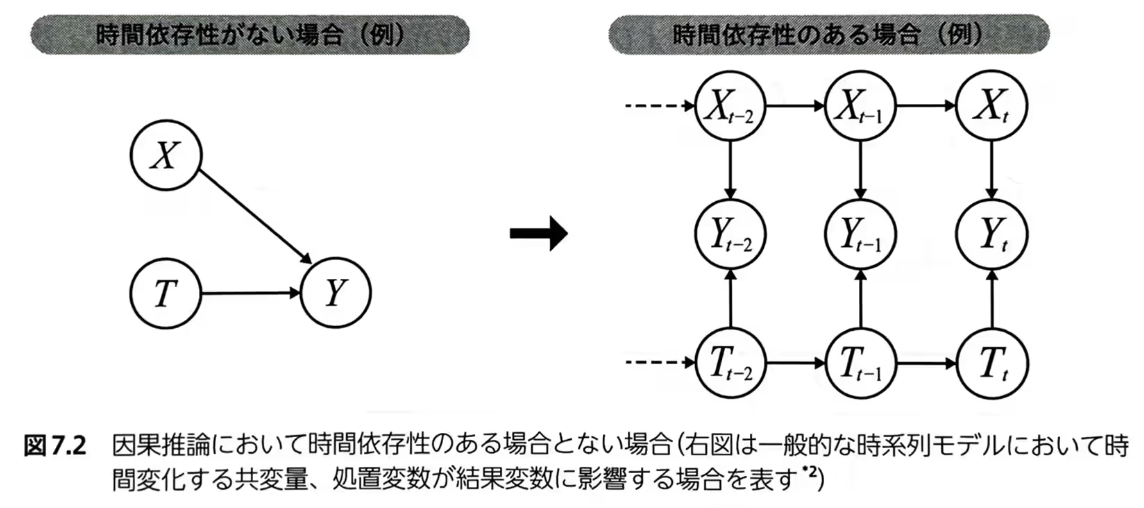 時間依存性がない場合（例）
時間依存性のある場合（例）
X
T
Y
X_{t-2}
X_{t-1}
X_t
Y_{t-2}
Y_{t-1}
Y_t
T_{t-2}
T_{t-1}
T_t
図7.2 因果推論において時間依存性のある場合とない場合(右図は一般的な時系列モデルにおいて時
間変化する共変量、処置変数が結果変数に影響する場合を表す*2)